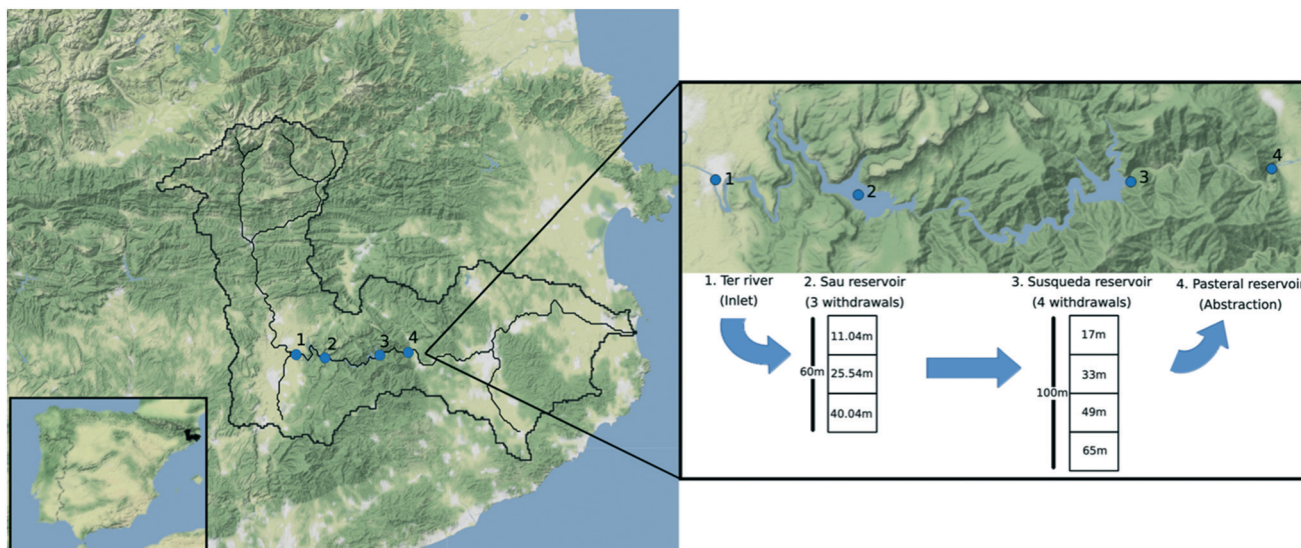 1
2
3
4
1
2
3
4
1. Ter river
(Inlet)
2. Sau reservoir
(3 withdrawals)
3. Susqueda reservoir
(4 withdrawals)
4. Pasteral reservoir
(Abstraction)
60m
11.04m
25.54m
40.04m
100m
17m
33m
49m
65m